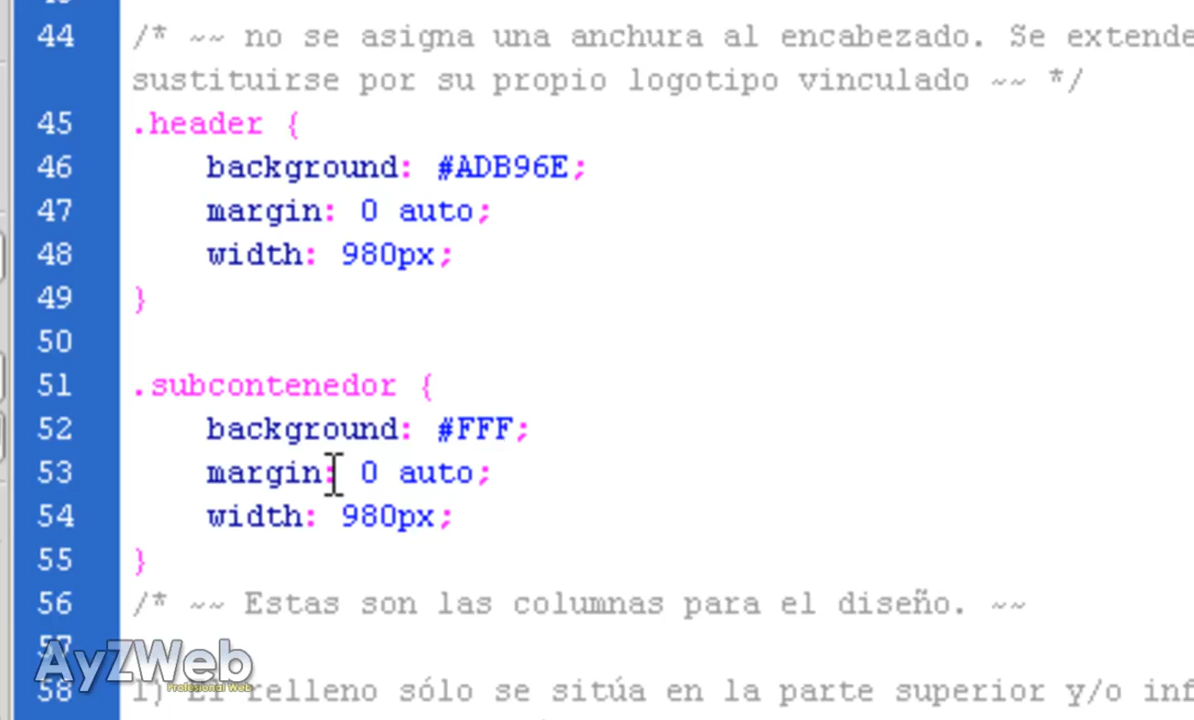 44 /* ~~ no se asigna una anchura al encabezado. Se extende
sustituirse por su propio logotipo vinculado ~~ */
45 .header {
46 background: #ADB96E;
47 margin: 0 auto;
48 width: 980px;
49 }
50
51 .subcontenedor {
52 background: #FFF;
53 margin: 0 auto;
54 width: 980px;
55 }
56 /* ~~ Estas son las columnas para el diseño. ~~
57
AyZWeb
Profesional Web
58 1) El relleno sólo se sitúa en la parte superior y/o inf